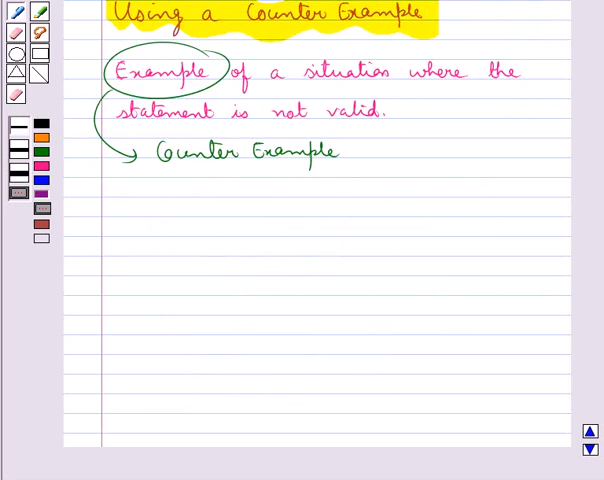 Using a Counter Example
Example of a situation where the
statement is not valid.
Counter Example